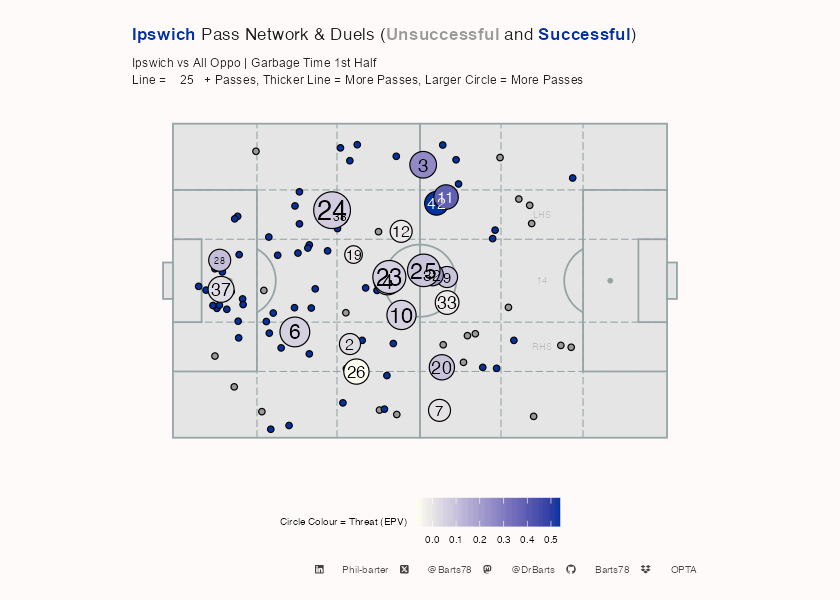 Ipswich Pass Network & Duels (Unsuccessful and Successful)
Ipswich vs All Oppo | Garbage Time 1st Half
Line = 25 + Passes, Thicker Line = More Passes, Larger Circle = More Passes
3
11
42
24
38
LHS
12
19
28
25
29
23
4
14
37
33
10
6
2
RHS
26
20
7
Circle Colour = Threat (EPV)
0.0 0.1 0.2 0.3 0.4 0.5
Phil-barter @Barts78 @DrBarts Barts78 OPTA